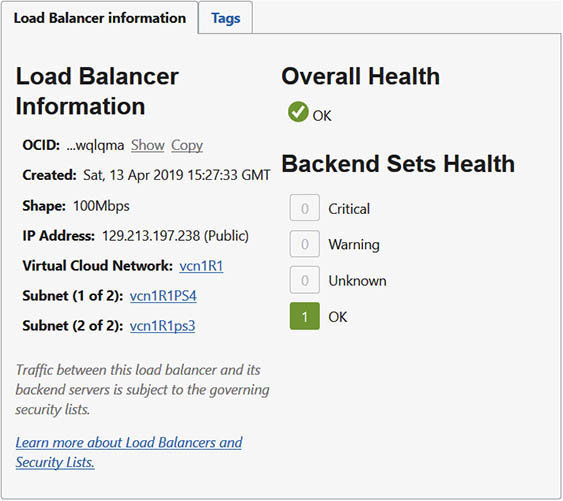 Load Balancer information
Tags
Load Balancer
Information
OCID: ...wqlqma Show Copy
Created: Sat, 13 Apr 2019 15:27:33 GMT
Shape: 100Mbps
IP Address: 129.213.197.238 (Public)
Virtual Cloud Network: vcn1R1
Subnet (1 of 2): vcn1R1PS4
Subnet (2 of 2): vcn1R1ps3
Traffic between this load balancer and its
backend servers is subject to the governing
security lists.
Learn more about Load Balancers and
Security Lists.
Overall Health
OK
Backend Sets Health
0 Critical
0 Warning
0 Unknown
1 OK